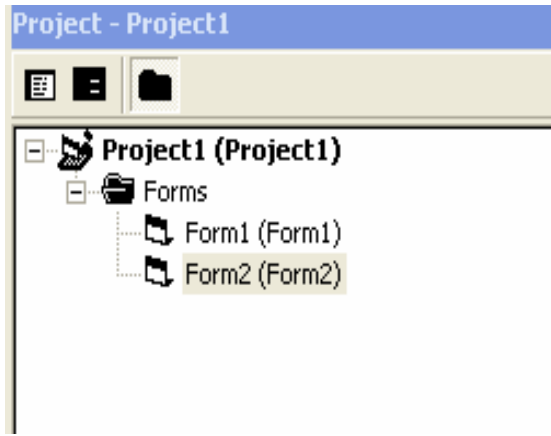 Project - Project1
Project1 (Project1)
Forms
Form1 (Form1)
Form2 (Form2)